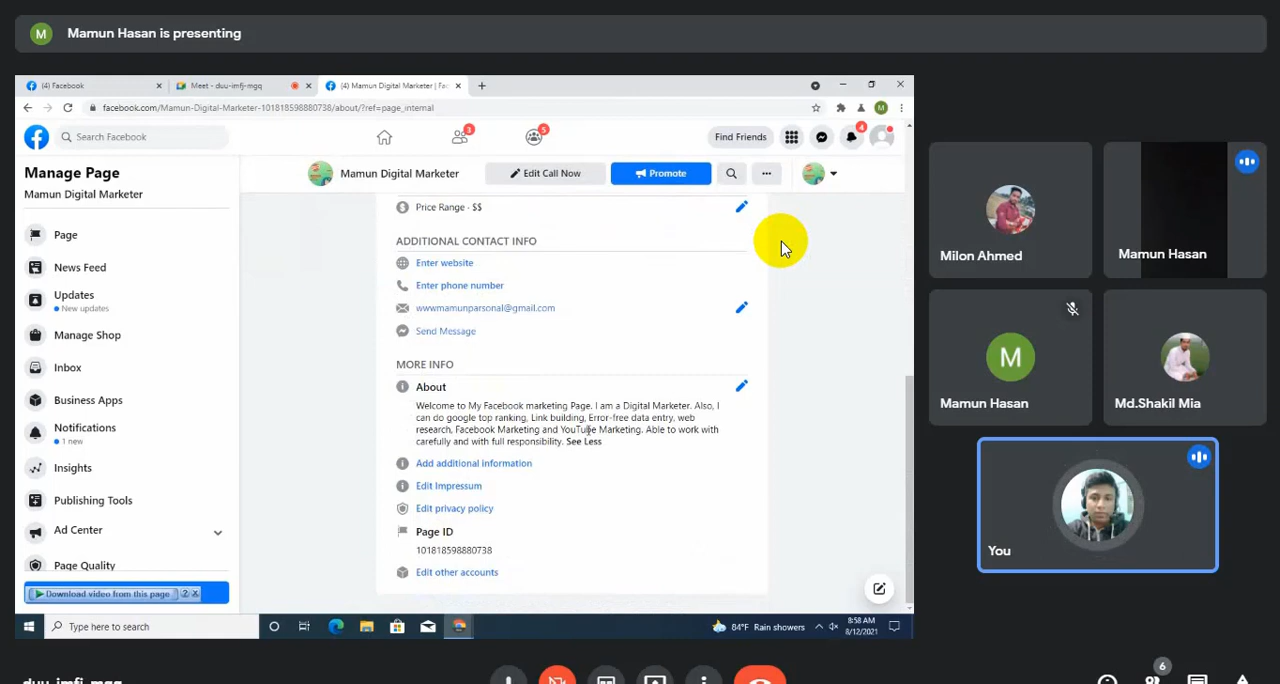 M Mamun Hasan is presenting
(4) Facebook
Meet - duu-imfj-mgq
(4) Mamun Digital Marketer | Fac
facebook.com/Mamun-Digital-Marketer-101818598880738/about/?ref=page_internal
M
Search Facebook
3
5
Find Friends
4
Manage Page
Mamun Digital Marketer
Mamun Digital Marketer
Edit Call Now
Promote
Page
News Feed
Updates
New updates
Manage Shop
Inbox
Business Apps
Notifications
1 new
Insights
Publishing Tools
Ad Center
Page Quality
Download video from this page ? X
Price Range · $$
ADDITIONAL CONTACT INFO
Enter website
Enter phone number
wwwmamunparsonal@gmail.com
Send Message
MORE INFO
About
Welcome to My Facebook marketing Page. I am a Digital Marketer. Also, I
can do google top ranking, Link building, Error-free data entry, web
research, Facebook Marketing and YouTube Marketing. Able to work with
carefully and with full responsibility. See Less
Add additional information
Edit Impressum
Edit privacy policy
Page ID
101818598880738
Edit other accounts
Type here to search
84°F Rain showers
8:58 AM
8/12/2021
Milon Ahmed
Mamun Hasan
M
Mamun Hasan
Md.Shakil Mia
You
duu-imfj-mgq
6